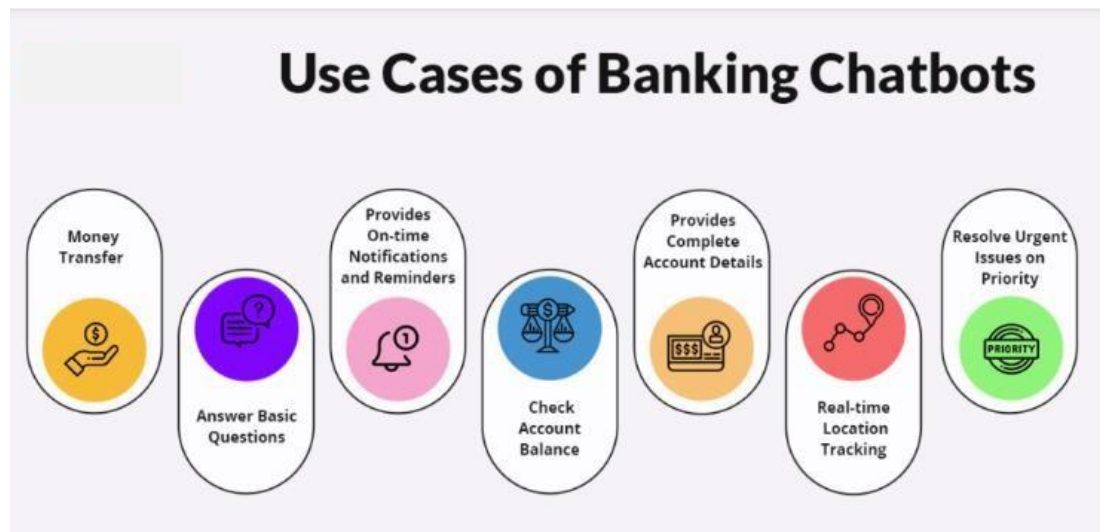 Use Cases of Banking Chatbots
Money
Transfer
$
?
Answer Basic
Questions
Provides
On-time
Notifications
and Reminders
1
$
Check
Account
Balance
Provides
Complete
Account Details
$$$
Real-time
Location
Tracking
Resolve Urgent
Issues on
Priority
PRIORITY